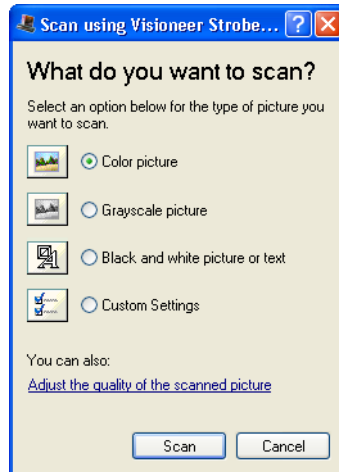 Scan using Visioneer Strobe...
What do you want to scan?
Select an option below for the type of picture you
want to scan.
Color picture
Grayscale picture
Black and white picture or text
Custom Settings
You can also:
Adjust the quality of the scanned picture
Scan Cancel